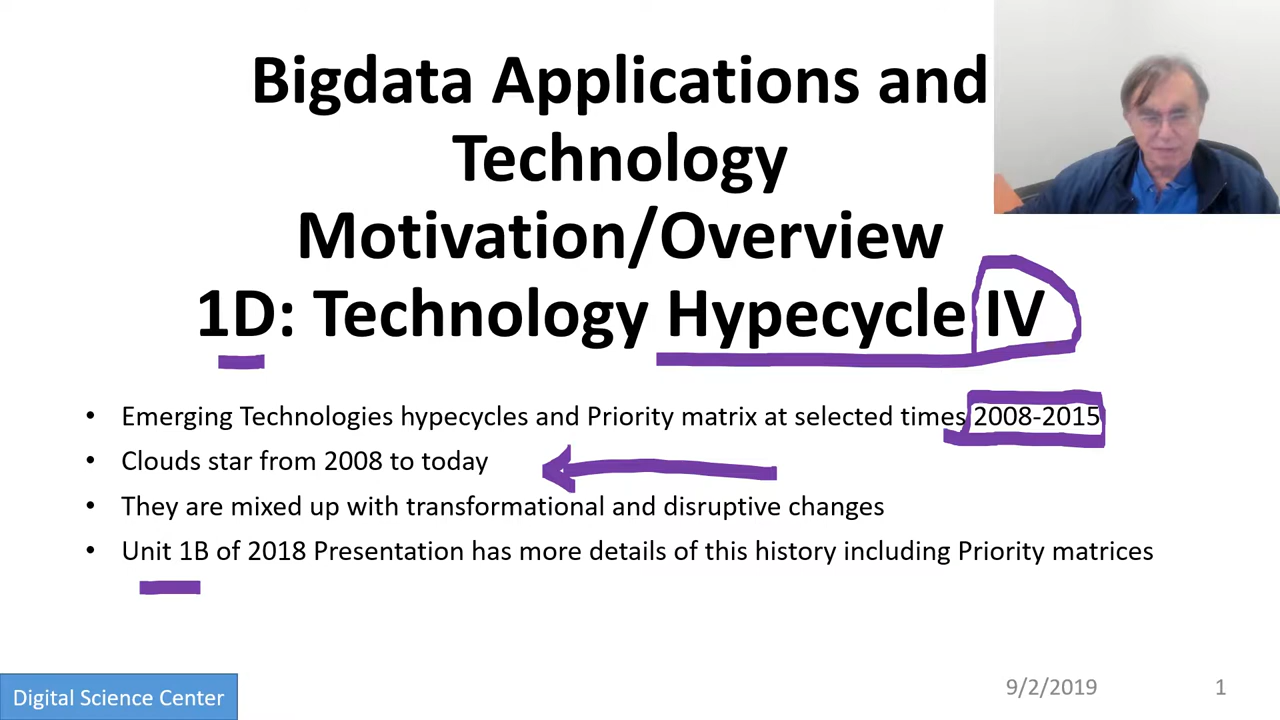 Bigdata Applications and
Technology
Motivation/Overview
1D: Technology Hypecycle IV
• Emerging Technologies hypecycles and Priority matrix at selected times 2008-2015
• Clouds star from 2008 to today
• They are mixed up with transformational and disruptive changes
• Unit 1B of 2018 Presentation has more details of this history including Priority matrices
Digital Science Center
9/2/2019
1